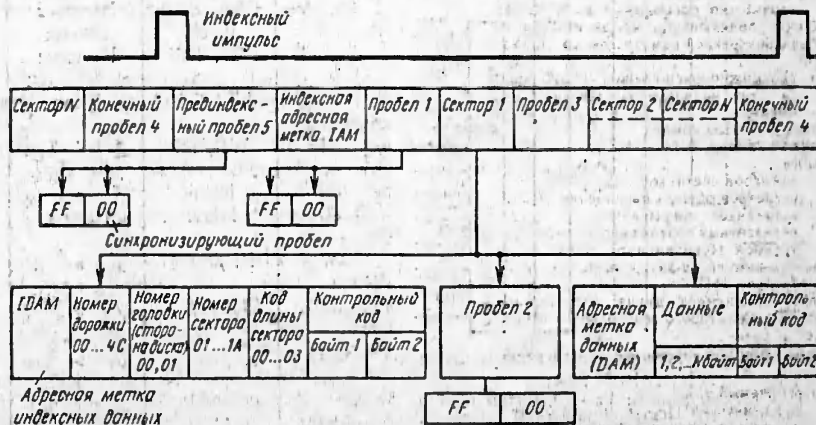 Индексный
импульс
Сектор N
Конечный
пробел 4
Прединдекс-
ный пробел 5
Индексная
адресная
метка IAM
Пробел 1
Сектор 1
Пробел 3
Сектор 2
Сектор N
Конечный
пробел 4
FF 00
FF 00
Синхронизирующий пробел
IDAM
Номер
дорожки
00...4C
Номер
головки
(сторо-
на диска)
00,01
Номер
сектора
01...1A
Код
длины
сектора
00...03
Контрольный
код
Байт 1
Байт 2
Пробел 2
Адресная
метка
данных
(DAM)
Данные
1,2,...Nбайт
Контроль-
ный код
Байт1
Байт2
Адресная метка
индексных данных
FF 00